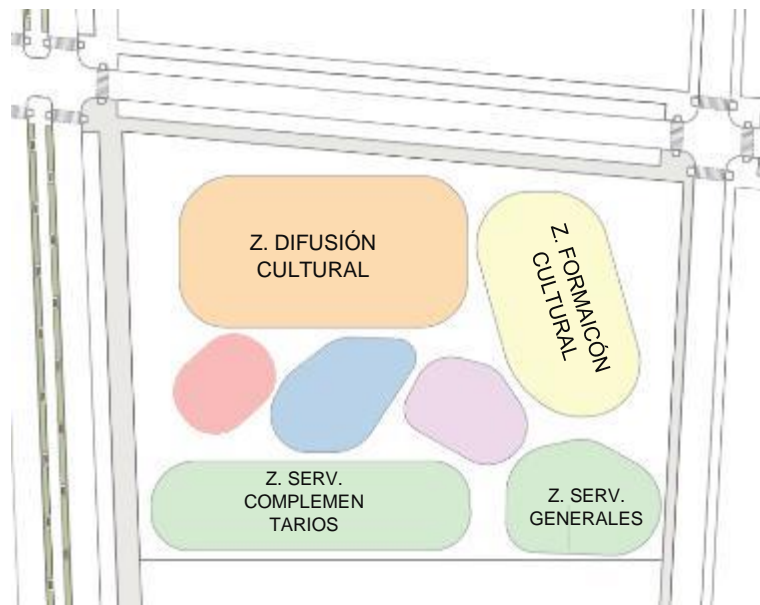 Z. DIFUSIÓN
CULTURAL
Z. FORMAICÓN
CULTURAL
Z. SERV.
COMPLEMEN
TARIOS
Z. SERV.
GENERALES